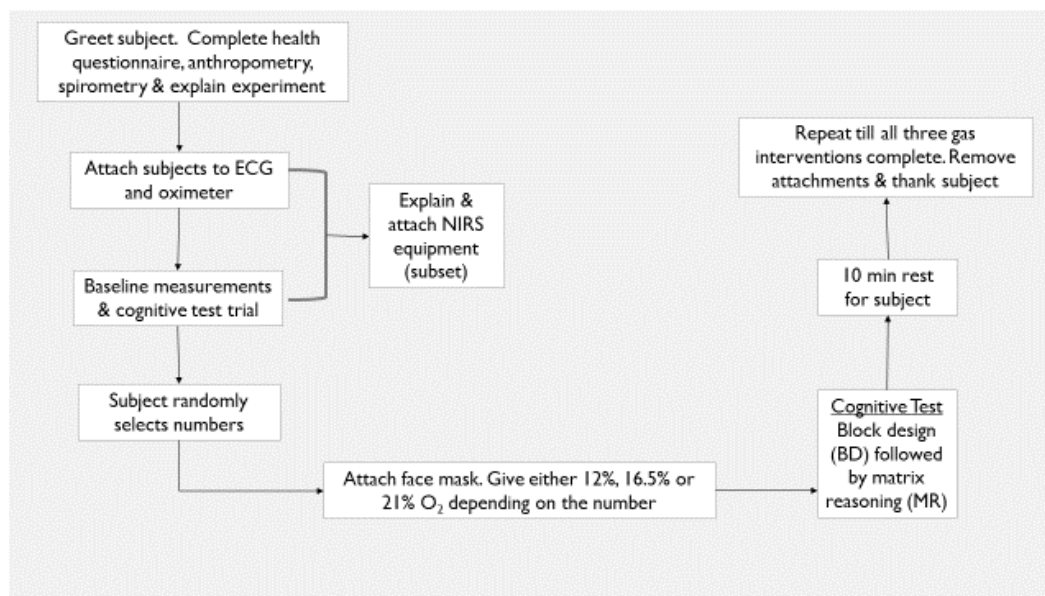 Greet subject. Complete health
questionnaire, anthropometry,
spirometry & explain experiment
Attach subjects to ECG
and oximeter
Explain &
attach NIRS
equipment
(subset)
Baseline measurements
& cognitive test trial
Subject randomly
selects numbers
Attach face mask. Give either 12%, 16.5% or
21% O₂ depending on the number
Cognitive Test
Block design
(BD) followed
by matrix
reasoning (MR)
10 min rest
for subject
Repeat till all three gas
interventions complete. Remove
attachments & thank subject